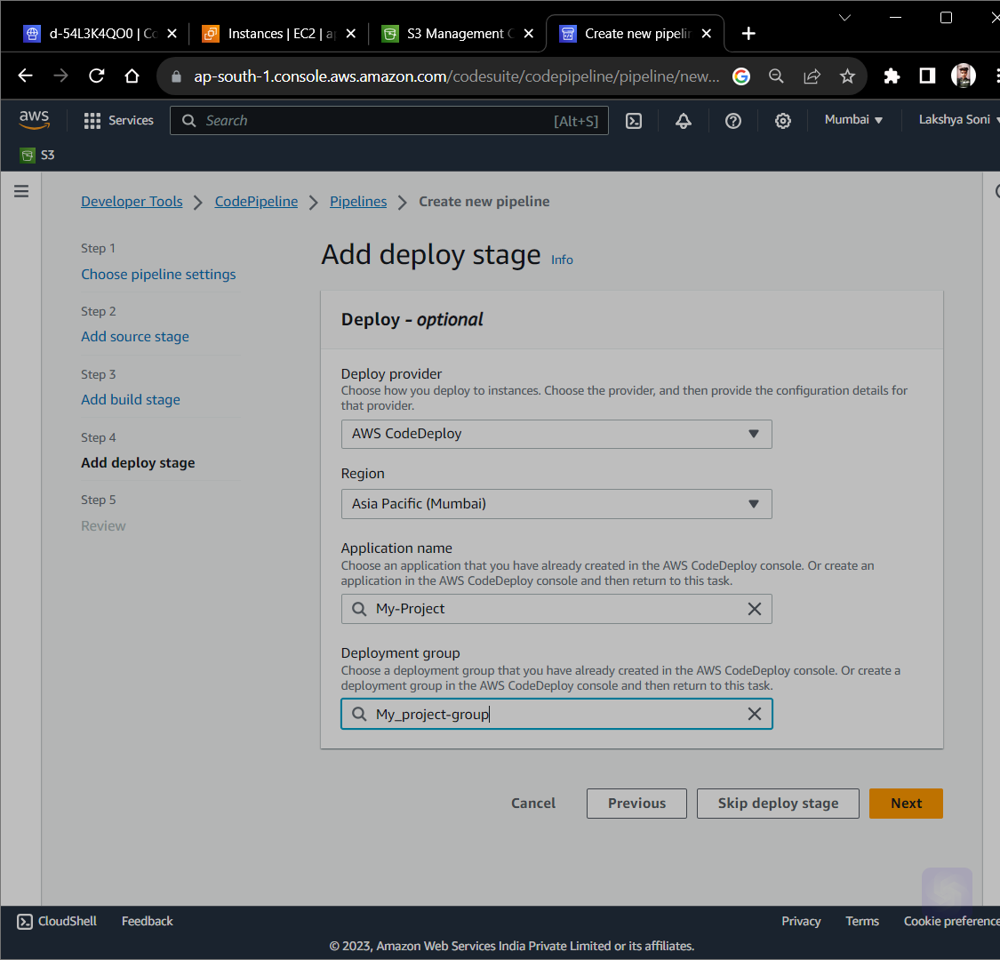 d-54L3K4QO0 | Co
Instances | EC2 | ap
S3 Management C
Create new pipelin
ap-south-1.console.aws.amazon.com/codesuite/codepipeline/pipeline/new...
aws
Services
Search
[Alt+S]
Mumbai
Lakshya Soni
S3
Developer Tools
CodePipeline
Pipelines
Create new pipeline
Step 1
Choose pipeline settings
Step 2
Add source stage
Step 3
Add build stage
Step 4
Add deploy stage
Step 5
Review
Add deploy stage Info
Deploy - optional
Deploy provider
Choose how you deploy to instances. Choose the provider, and then provide the configuration details for
that provider.
AWS CodeDeploy
Region
Asia Pacific (Mumbai)
Application name
Choose an application that you have already created in the AWS CodeDeploy console. Or create an
application in the AWS CodeDeploy console and then return to this task.
My-Project
Deployment group
Choose a deployment group that you have already created in the AWS CodeDeploy console. Or create a
deployment group in the AWS CodeDeploy console and then return to this task.
My_project-group
Cancel
Previous
Skip deploy stage
Next
CloudShell
Feedback
Privacy
Terms
Cookie preference
© 2023, Amazon Web Services India Private Limited or its affiliates.